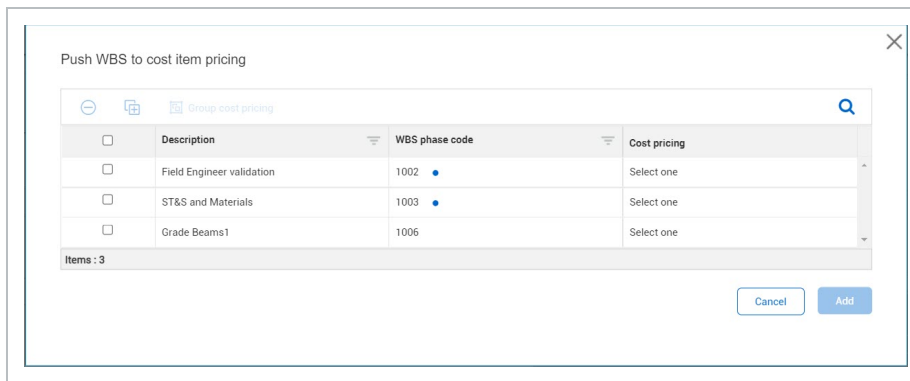 Push WBS to cost item pricing
Group cost pricing
Description WBS phase code Cost pricing
Field Engineer validation 1002 Select one
ST&S and Materials 1003 Select one
Grade Beams1 1006 Select one
Items : 3
Cancel Add